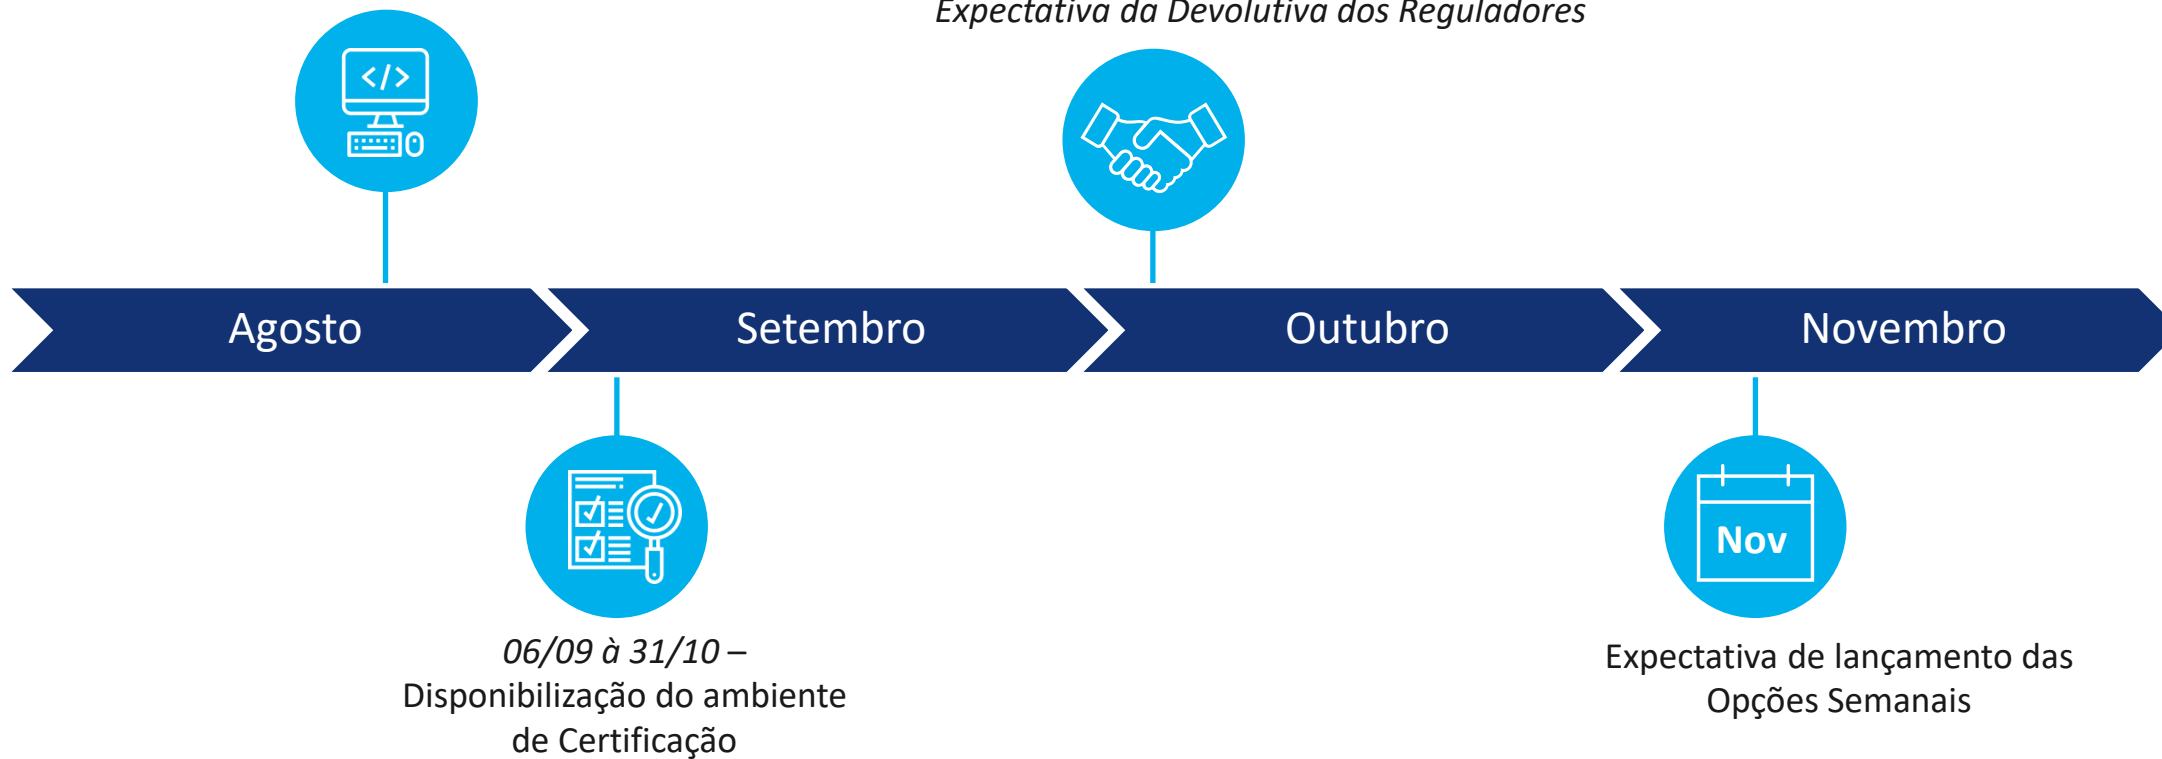 Expectativa da Devolutiva dos Reguladores
</>
Agosto
Setembro
Outubro
Novembro
Nov
06/09 à 31/10 –
Disponibilização do ambiente
de Certificação
Expectativa de lançamento das
Opções Semanais